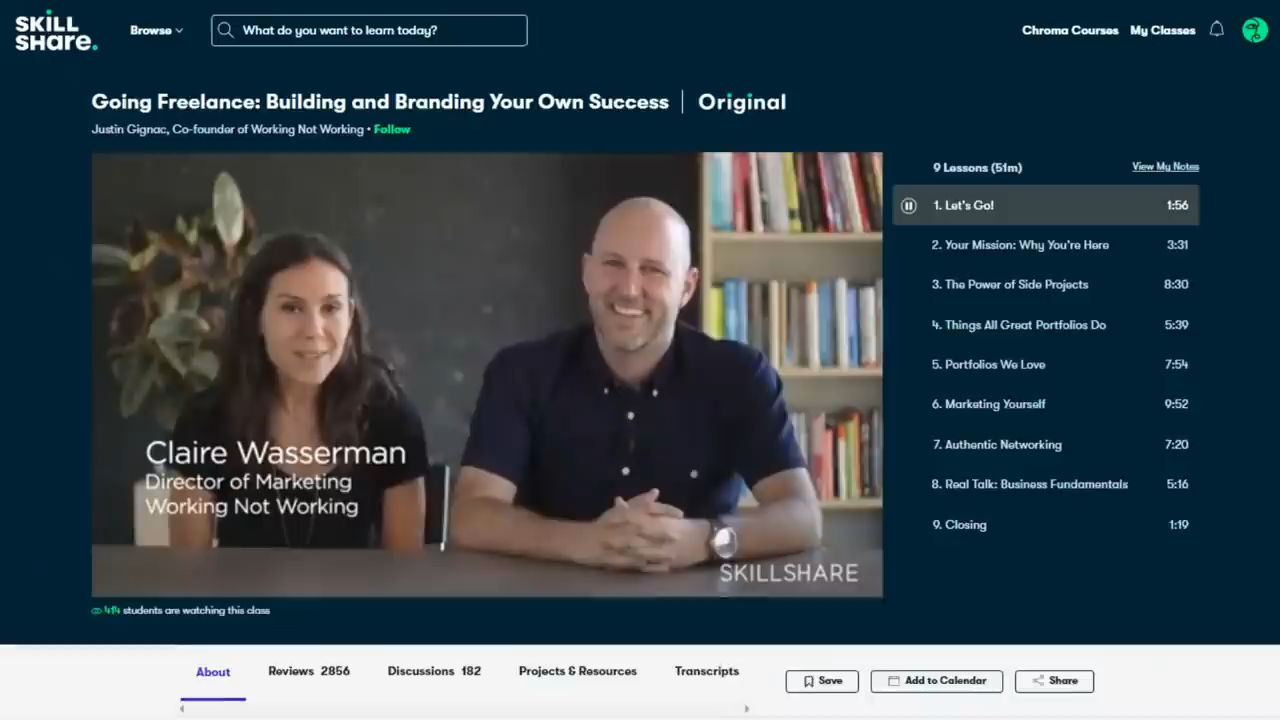 SKILL
SHare.
Browse
What do you want to learn today?
Chroma Courses
My Classes
Going Freelance: Building and Branding Your Own Success | Original
Justin Gignac, Co-founder of Working Not Working • Follow
Claire Wasserman
Director of Marketing
Working Not Working
SKILLSHARE
414 students are watching this class
9 Lessons (51m)
View My Notes
1. Let's Go! 1:56
2. Your Mission: Why You're Here 3:31
3. The Power of Side Projects 8:30
4. Things All Great Portfolios Do 5:39
5. Portfolios We Love 7:54
6. Marketing Yourself 9:52
7. Authentic Networking 7:20
8. Real Talk: Business Fundamentals 5:16
9. Closing 1:19
About
Reviews 2856
Discussions 182
Projects & Resources
Transcripts
Save
Add to Calendar
Share